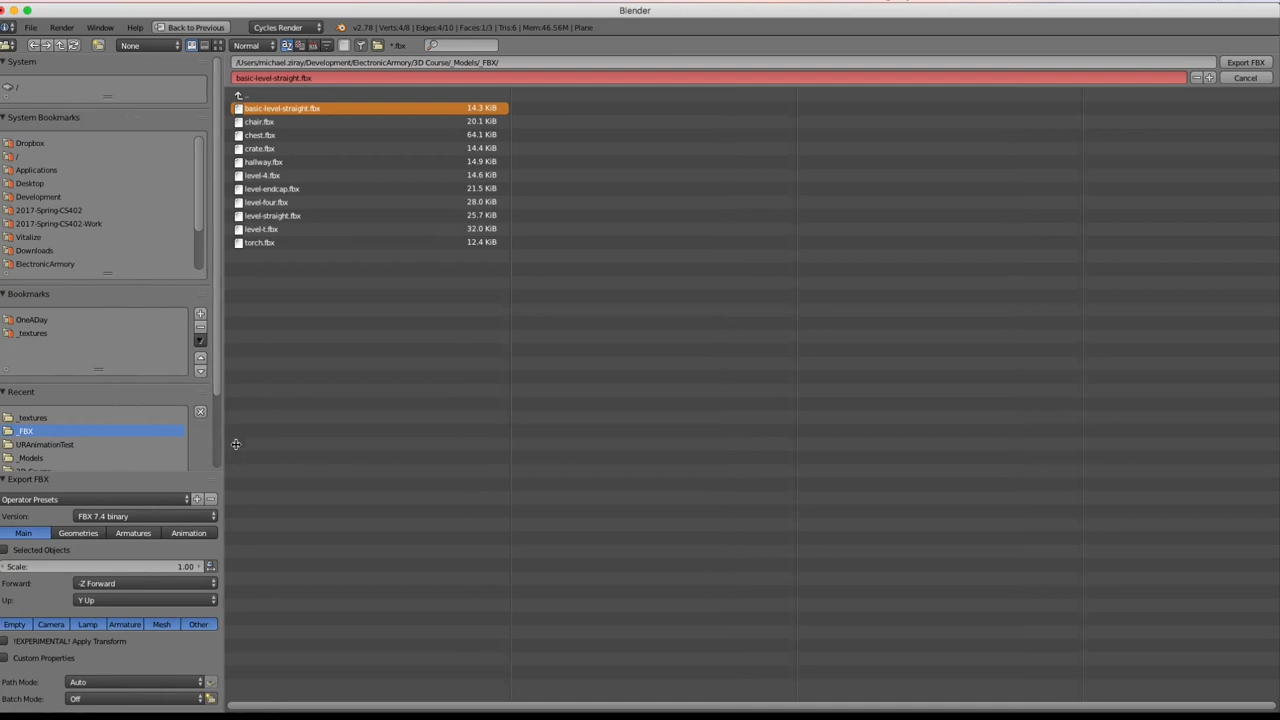 Blender
File Render Window Help Back to Previous Cycles Render v2.78 | Verts:4/8 | Edges:4/10 | Faces:1/3 | Tris:6 | Mem:46.56M | Plane
None Normal *.fbx
System
/Users/michael.ziray/Development/ElectronicArmory/3D Course/_Models/_FBX/ Export FBX
basic-level-straight.fbx Cancel
/
..
basic-level-straight.fbx 14.3 KiB
chair.fbx 20.1 KiB
chest.fbx 64.1 KiB
crate.fbx 14.4 KiB
hallway.fbx 14.9 KiB
level-4.fbx 14.6 KiB
level-endcap.fbx 21.5 KiB
level-four.fbx 28.0 KiB
level-straight.fbx 25.7 KiB
level-t.fbx 32.0 KiB
torch.fbx 12.4 KiB
System Bookmarks
Dropbox
/
Applications
Desktop
Development
2017-Spring-CS402
2017-Spring-CS402-Work
Vitalize
Downloads
ElectronicArmory
Bookmarks
OneADay
_textures
Recent
_textures
_FBX
URAnimationTest
_Models
Export FBX
Operator Presets
Version: FBX 7.4 binary
Main Geometries Armatures Animation
Selected Objects
Scale: 1.00
Forward: -Z Forward
Up: Y Up
Empty Camera Lamp Armature Mesh Other
!EXPERIMENTAL! Apply Transform
Custom Properties
Path Mode: Auto
Batch Mode: Off